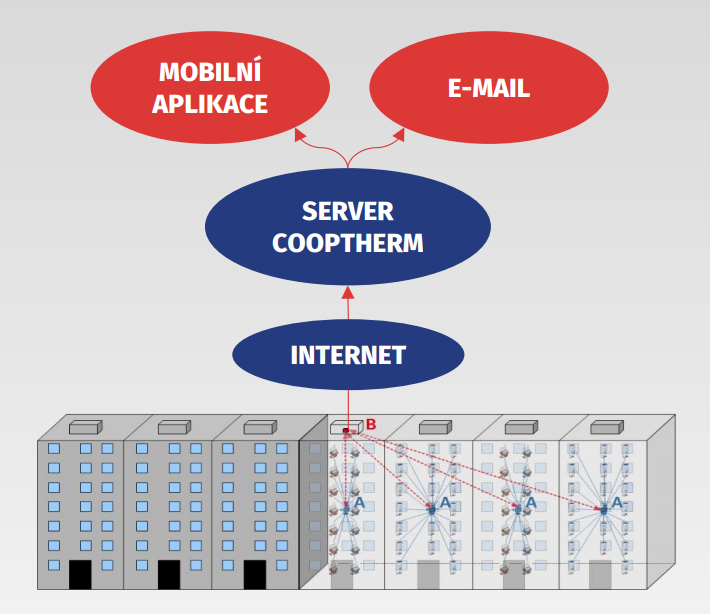 MOBILNÍ
APLIKACE
E-MAIL
SERVER
COOPTHERM
INTERNET
B
A
A
A
A